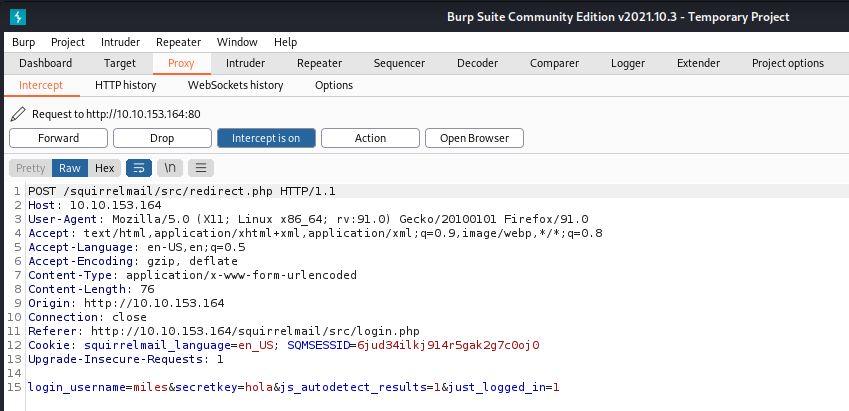 Burp Suite Community Edition v2021.10.3 - Temporary Project
Burp Project Intruder Repeater Window Help
Dashboard Target Proxy Intruder Repeater Sequencer Decoder Comparer Logger Extender Project options
Intercept HTTP history WebSockets history Options
Request to http://10.10.153.164:80
Forward Drop Intercept is on Action Open Browser
Pretty Raw Hex \n
1 POST /squirrelmail/src/redirect.php HTTP/1.1
2 Host: 10.10.153.164
3 User-Agent: Mozilla/5.0 (X11; Linux x86_64; rv:91.0) Gecko/20100101 Firefox/91.0
4 Accept: text/html,application/xhtml+xml,application/xml;q=0.9,image/webp,*/*;q=0.8
5 Accept-Language: en-US,en;q=0.5
6 Accept-Encoding: gzip, deflate
7 Content-Type: application/x-www-form-urlencoded
8 Content-Length: 76
9 Origin: http://10.10.153.164
10 Connection: close
11 Referer: http://10.10.153.164/squirrelmail/src/login.php
12 Cookie: squirrelmail_language=en_US; SQMSESSID=6jud34ilkj914r5gak2g7c0oj0
13 Upgrade-Insecure-Requests: 1
14
15 login_username=miles&secretkey=hola&js_autodetect_results=1&just_logged_in=1